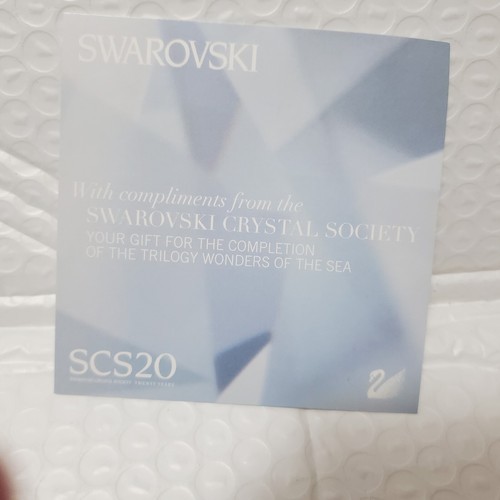 SWAROVSKI
With compliments from the
SWAROVSKI CRYSTAL SOCIETY
YOUR GIFT FOR THE COMPLETION
OF THE TRILOGY WONDERS OF THE SEA
SCS20